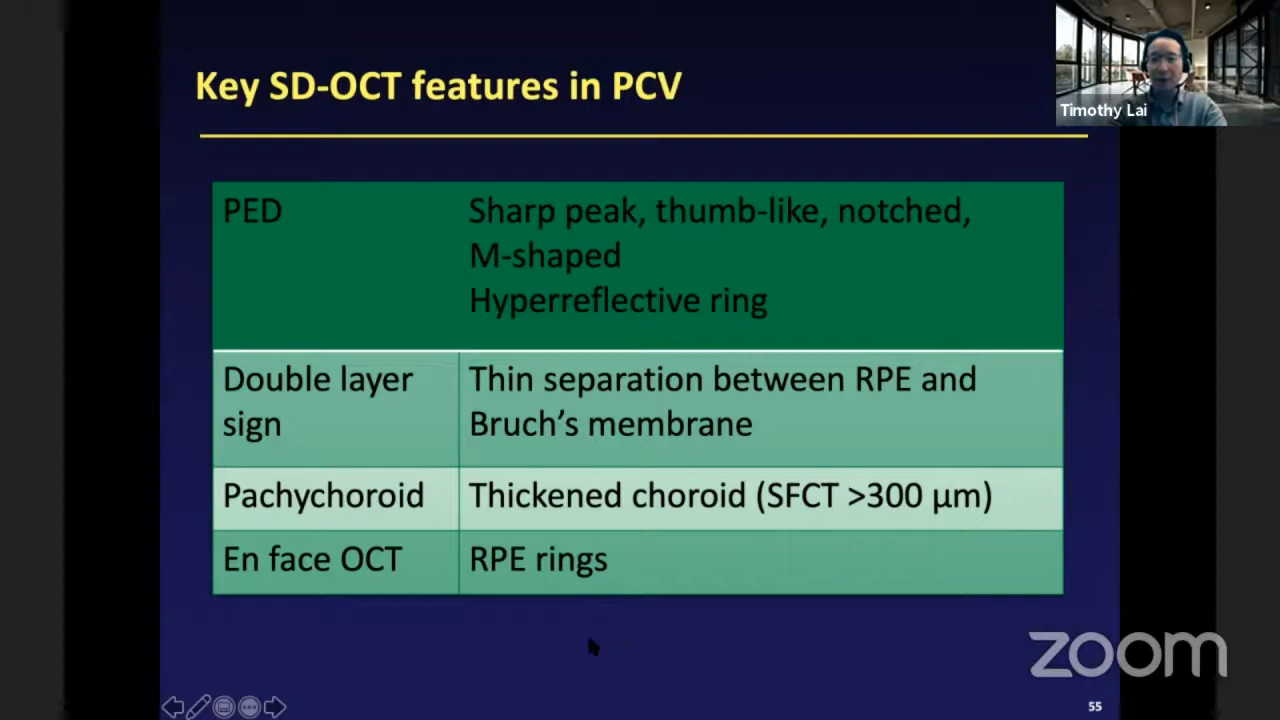 Key SD-OCT features in PCV
Timothy Lai
PED
Sharp peak, thumb-like, notched,
M-shaped
Hyperreflective ring
Double layer
sign
Thin separation between RPE and
Bruch’s membrane
Pachychoroid
Thickened choroid (SFCT >300 μm)
En face OCT
RPE rings
zoom
55